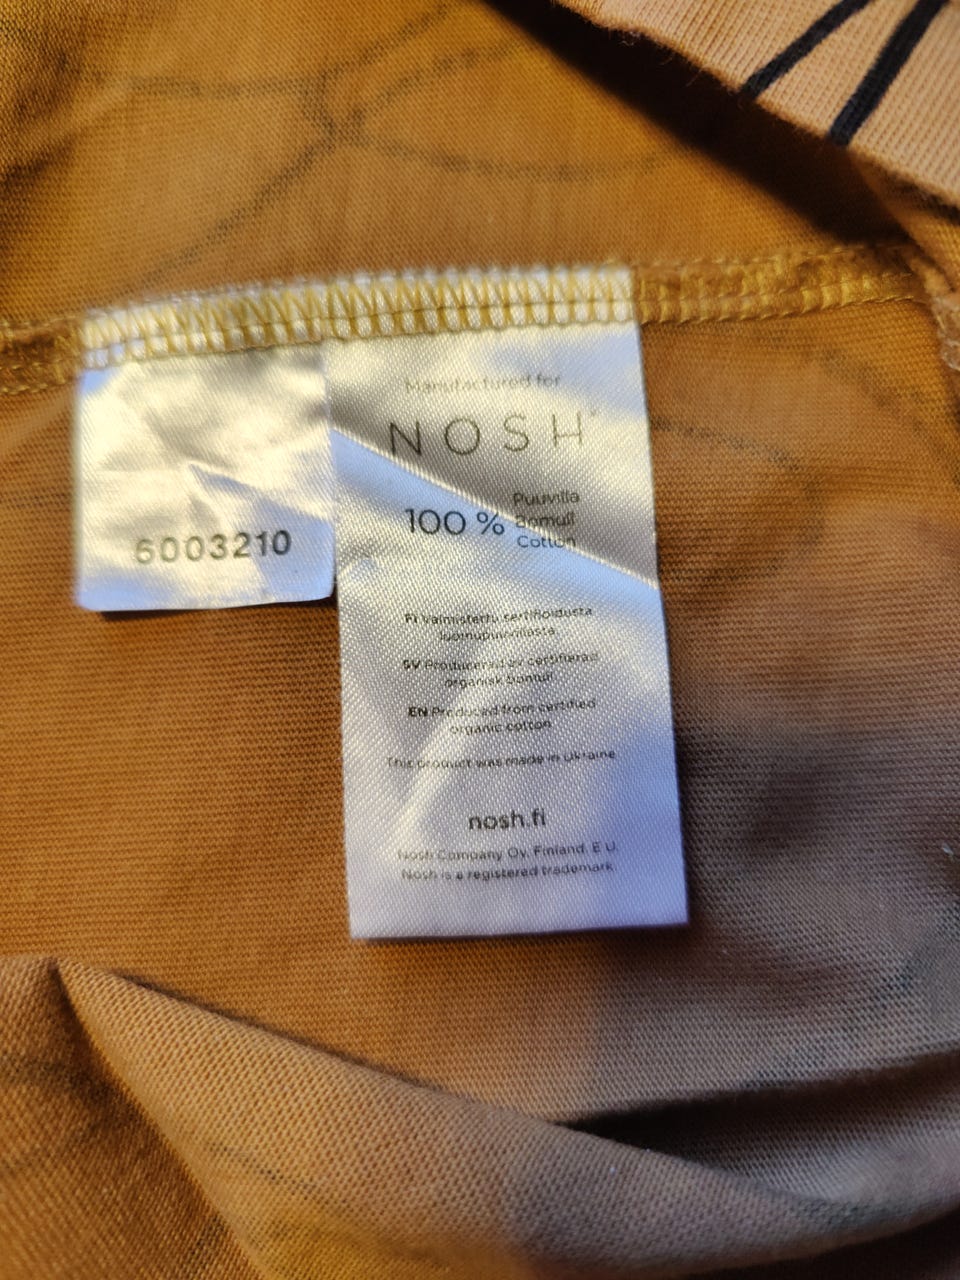 6003210
Manufactured for
NOSH®
100 %
Puuvilla
Bomull
Cotton
FI Valmistettu sertifioidusta
luomupuuvillasta
SV Producerad av certifierad
organisk bomull
EN Produced from certified
organic cotton
This product was made in Ukraine
nosh.fi
Nosh Company Oy, Finland, E.U.
Nosh is a registered trademark